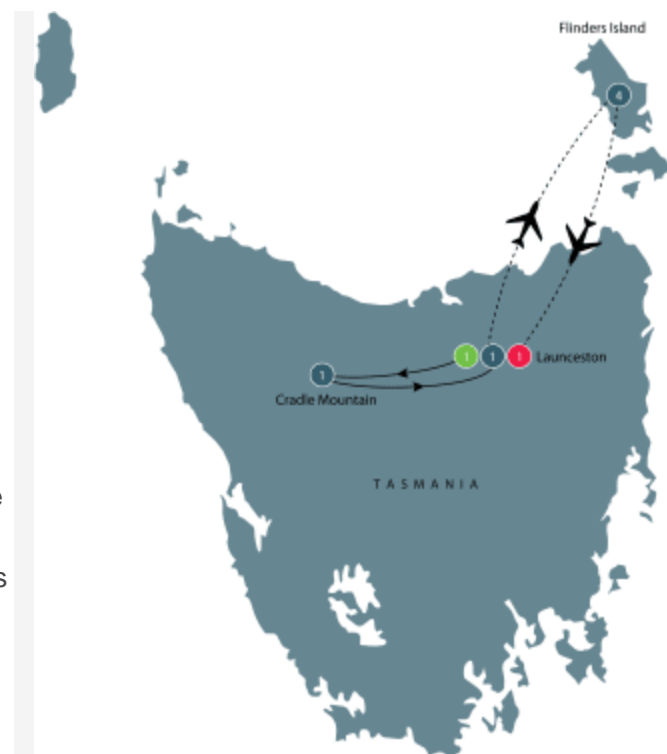 Flinders Island
4
1 1 1 Launceston
1
Cradle Mountain
TASMANIA
e
s